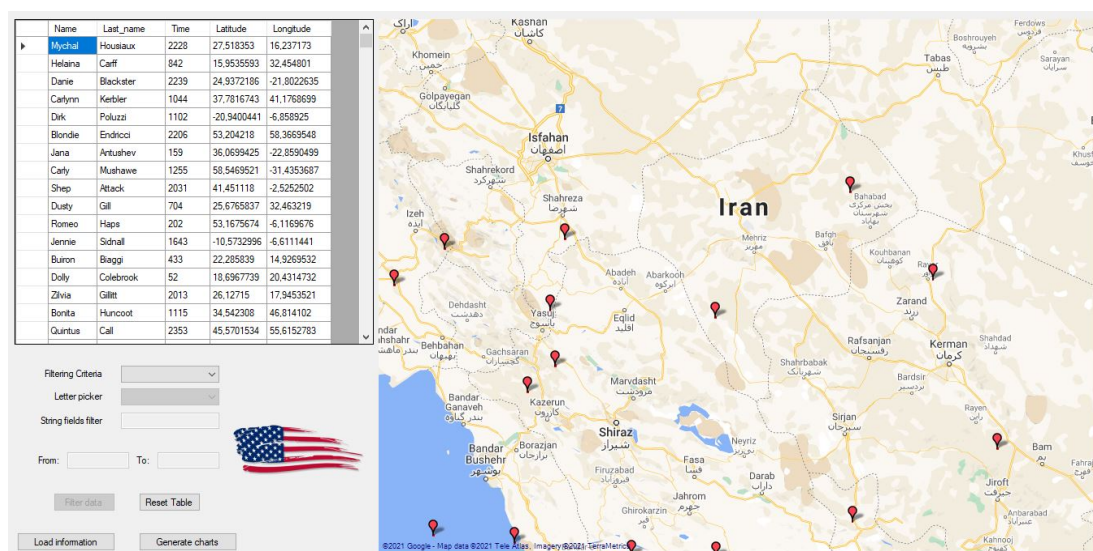 Name Last_name Time Latitude Longitude
Mychal Housiaux 2228 27,518353 16,237173
Helaina Carff 842 15,9535593 32,454801
Danie Blackster 2239 24,9372186 -21,8022635
Carlynn Kerbler 1044 37,7816743 41,1768699
Dirk Poluzzi 1102 -20,9400441 -6,858925
Blondie Endricci 2206 53,204218 58,3669548
Jana Antushev 159 36,0699425 -22,8590499
Carly Mushawe 1255 58,5469521 -31,4353687
Shep Attack 2031 41,451118 -2,5252502
Dusty Gill 704 25,6765837 32,463219
Romeo Haps 202 53,1675674 -6,1169676
Jennie Sidnall 1643 -10,5732996 -6,6111441
Buiron Biaggi 433 22,285839 14,9269532
Dolly Colebrook 52 18,6967739 20,4314732
Zilvia Gillitt 2013 26,12715 17,9453521
Bonita Huncoot 1115 34,542308 46,814102
Quintus Call 2353 45,5701534 55,6152783
Filtering Criteria
Letter picker
String fields filter
From: To:
Filter data Reset Table
Load information Generate charts
اراک
Kashan
كاشان
Ferdows
فردوس
Boshrouyeh
بشرویه
Sarayan
سرایان
Tabas
طبس
Khomein
خمین
Golpayegan
گلپایگان
7
Isfahan
اصفهان
Shahrekord
شهرکرد
Shahreza
شهرضا
Izeh
ایذه
Iran
Bahabad
بخش مرکزی
شهرستان
بهاباد
Mehriz
مهریز
Bafgh
بافق
Kouhbanan
کوهبنان
Abadeh
آباده
Abarkooh
ابرکوه
Dehdasht
دهدشت
Yasuj
یاسوج
Eqlid
اقلید
Zarand
زرند
Rafsanjan
رفسنجان
Kerman
کرمان
Shahdad
شهداد
Behbahan
بهبهان
Gachsaran
گچساران
Shahrbabak
شهربابک
Marvdasht
مرودشت
Bardsir
بردسیر
Bandar
Ganaveh
بندر گناوه
Kazerun
کازرون
Shiraz
شیراز
Sirjan
سیرجان
Rayen
راین
Bandar
Bushehr
بوشهر
Borazjan
برازجان
Neyriz
نی‌ریز
Fasa
فسا
Bam
بم
Firuzabad
فیروزآباد
Darab
داراب
Jiroft
جیرفت
Jahrom
جهرم
Ghirokarzin
قیر
Anbarabad
عنبرآباد
Kahnooj
©2021 Google - Map data ©2021 Tele Atlas, Imagery ©2021 TerraMetrics